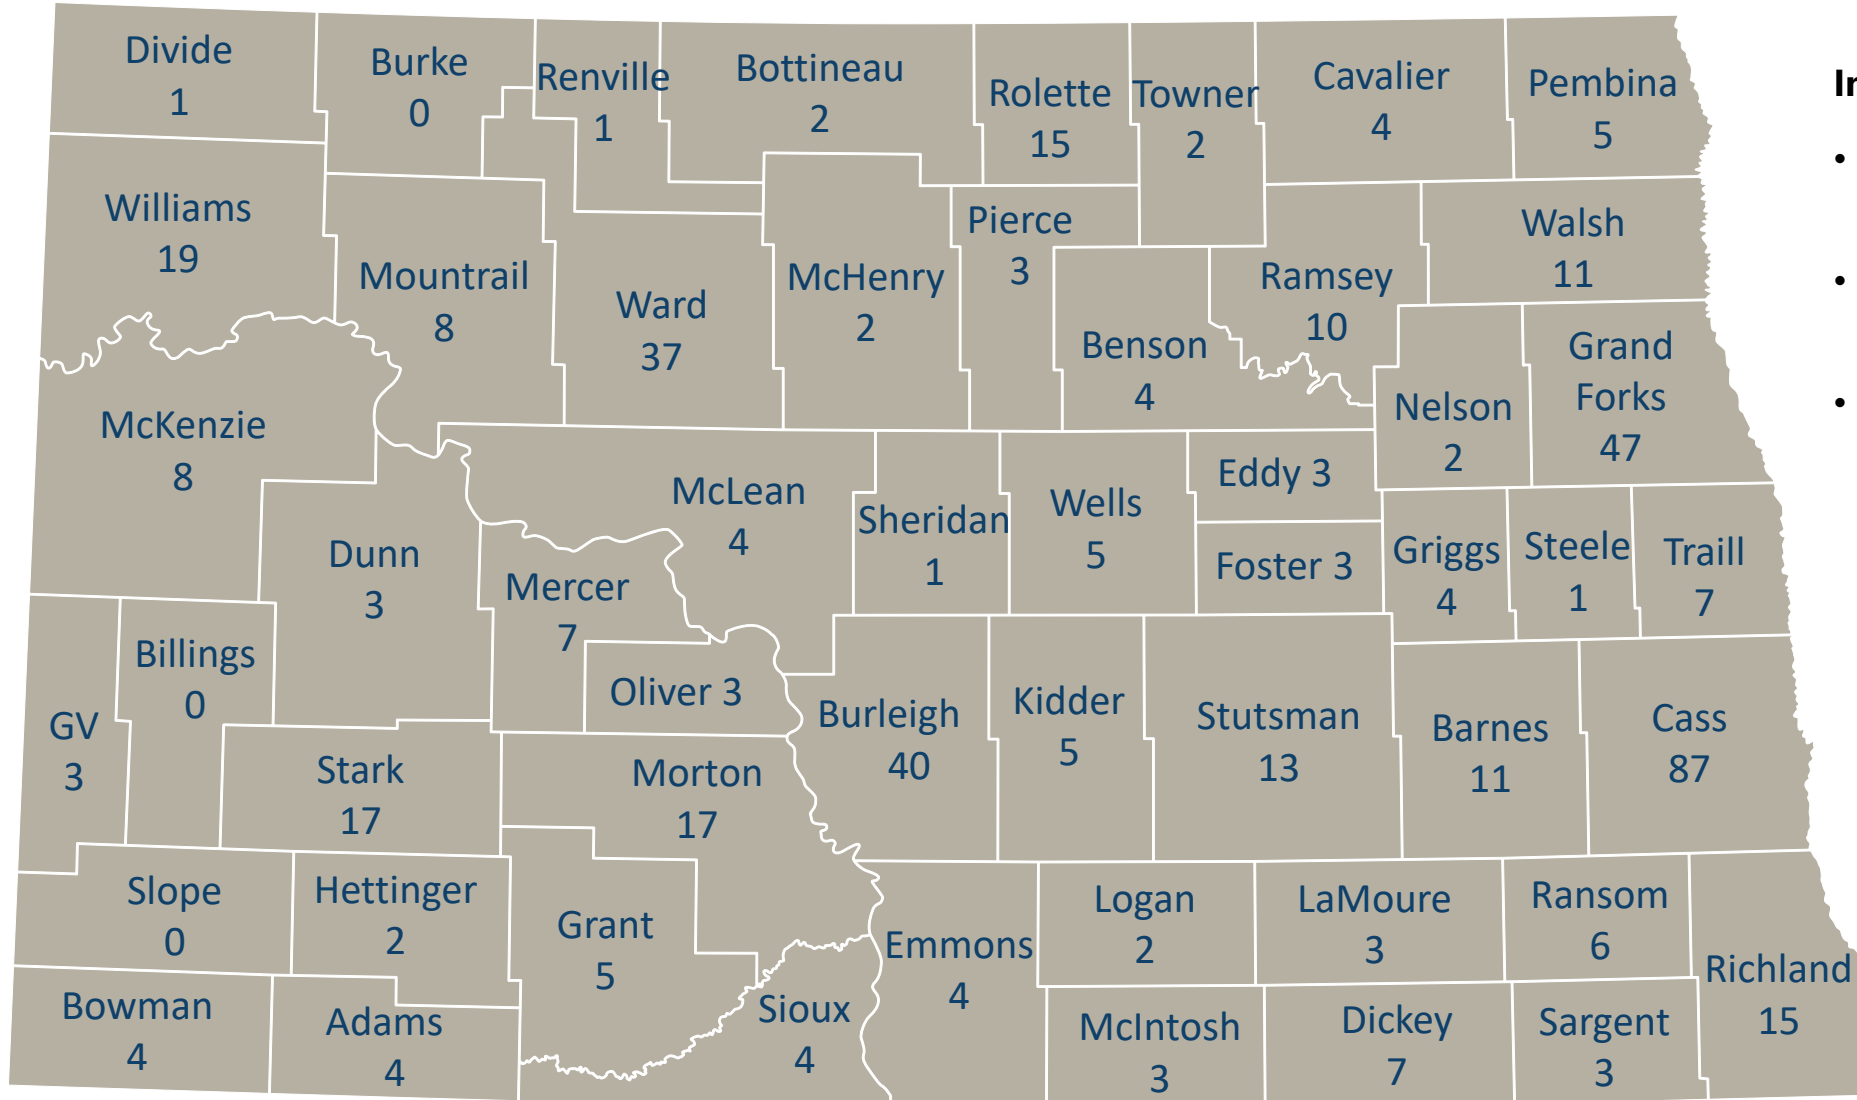 Divide
1
Burke
0
Renville
1
Bottineau
2
Rolette
15
Towner
2
Cavalier
4
Pembina
5
Williams
19
Mountrail
8
Ward
37
McHenry
2
Pierce
3
Benson
4
Ramsey
10
Walsh
11
Nelson
2
Grand
Forks
47
McKenzie
8
Dunn
3
Mercer
7
McLean
4
Sheridan
1
Wells
5
Eddy 3
Foster 3
Griggs
4
Steele
1
Traill
7
GV
3
Billings
0
Stark
17
Oliver 3
Morton
17
Burleigh
40
Kidder
5
Stutsman
13
Barnes
11
Cass
87
Slope
0
Hettinger
2
Grant
5
Bowman
4
Adams
4
Sioux
4
Emmons
4
Logan
2
LaMoure
3
Ransom
6
Richland
15
McIntosh
3
Dickey
7
Sargent
3